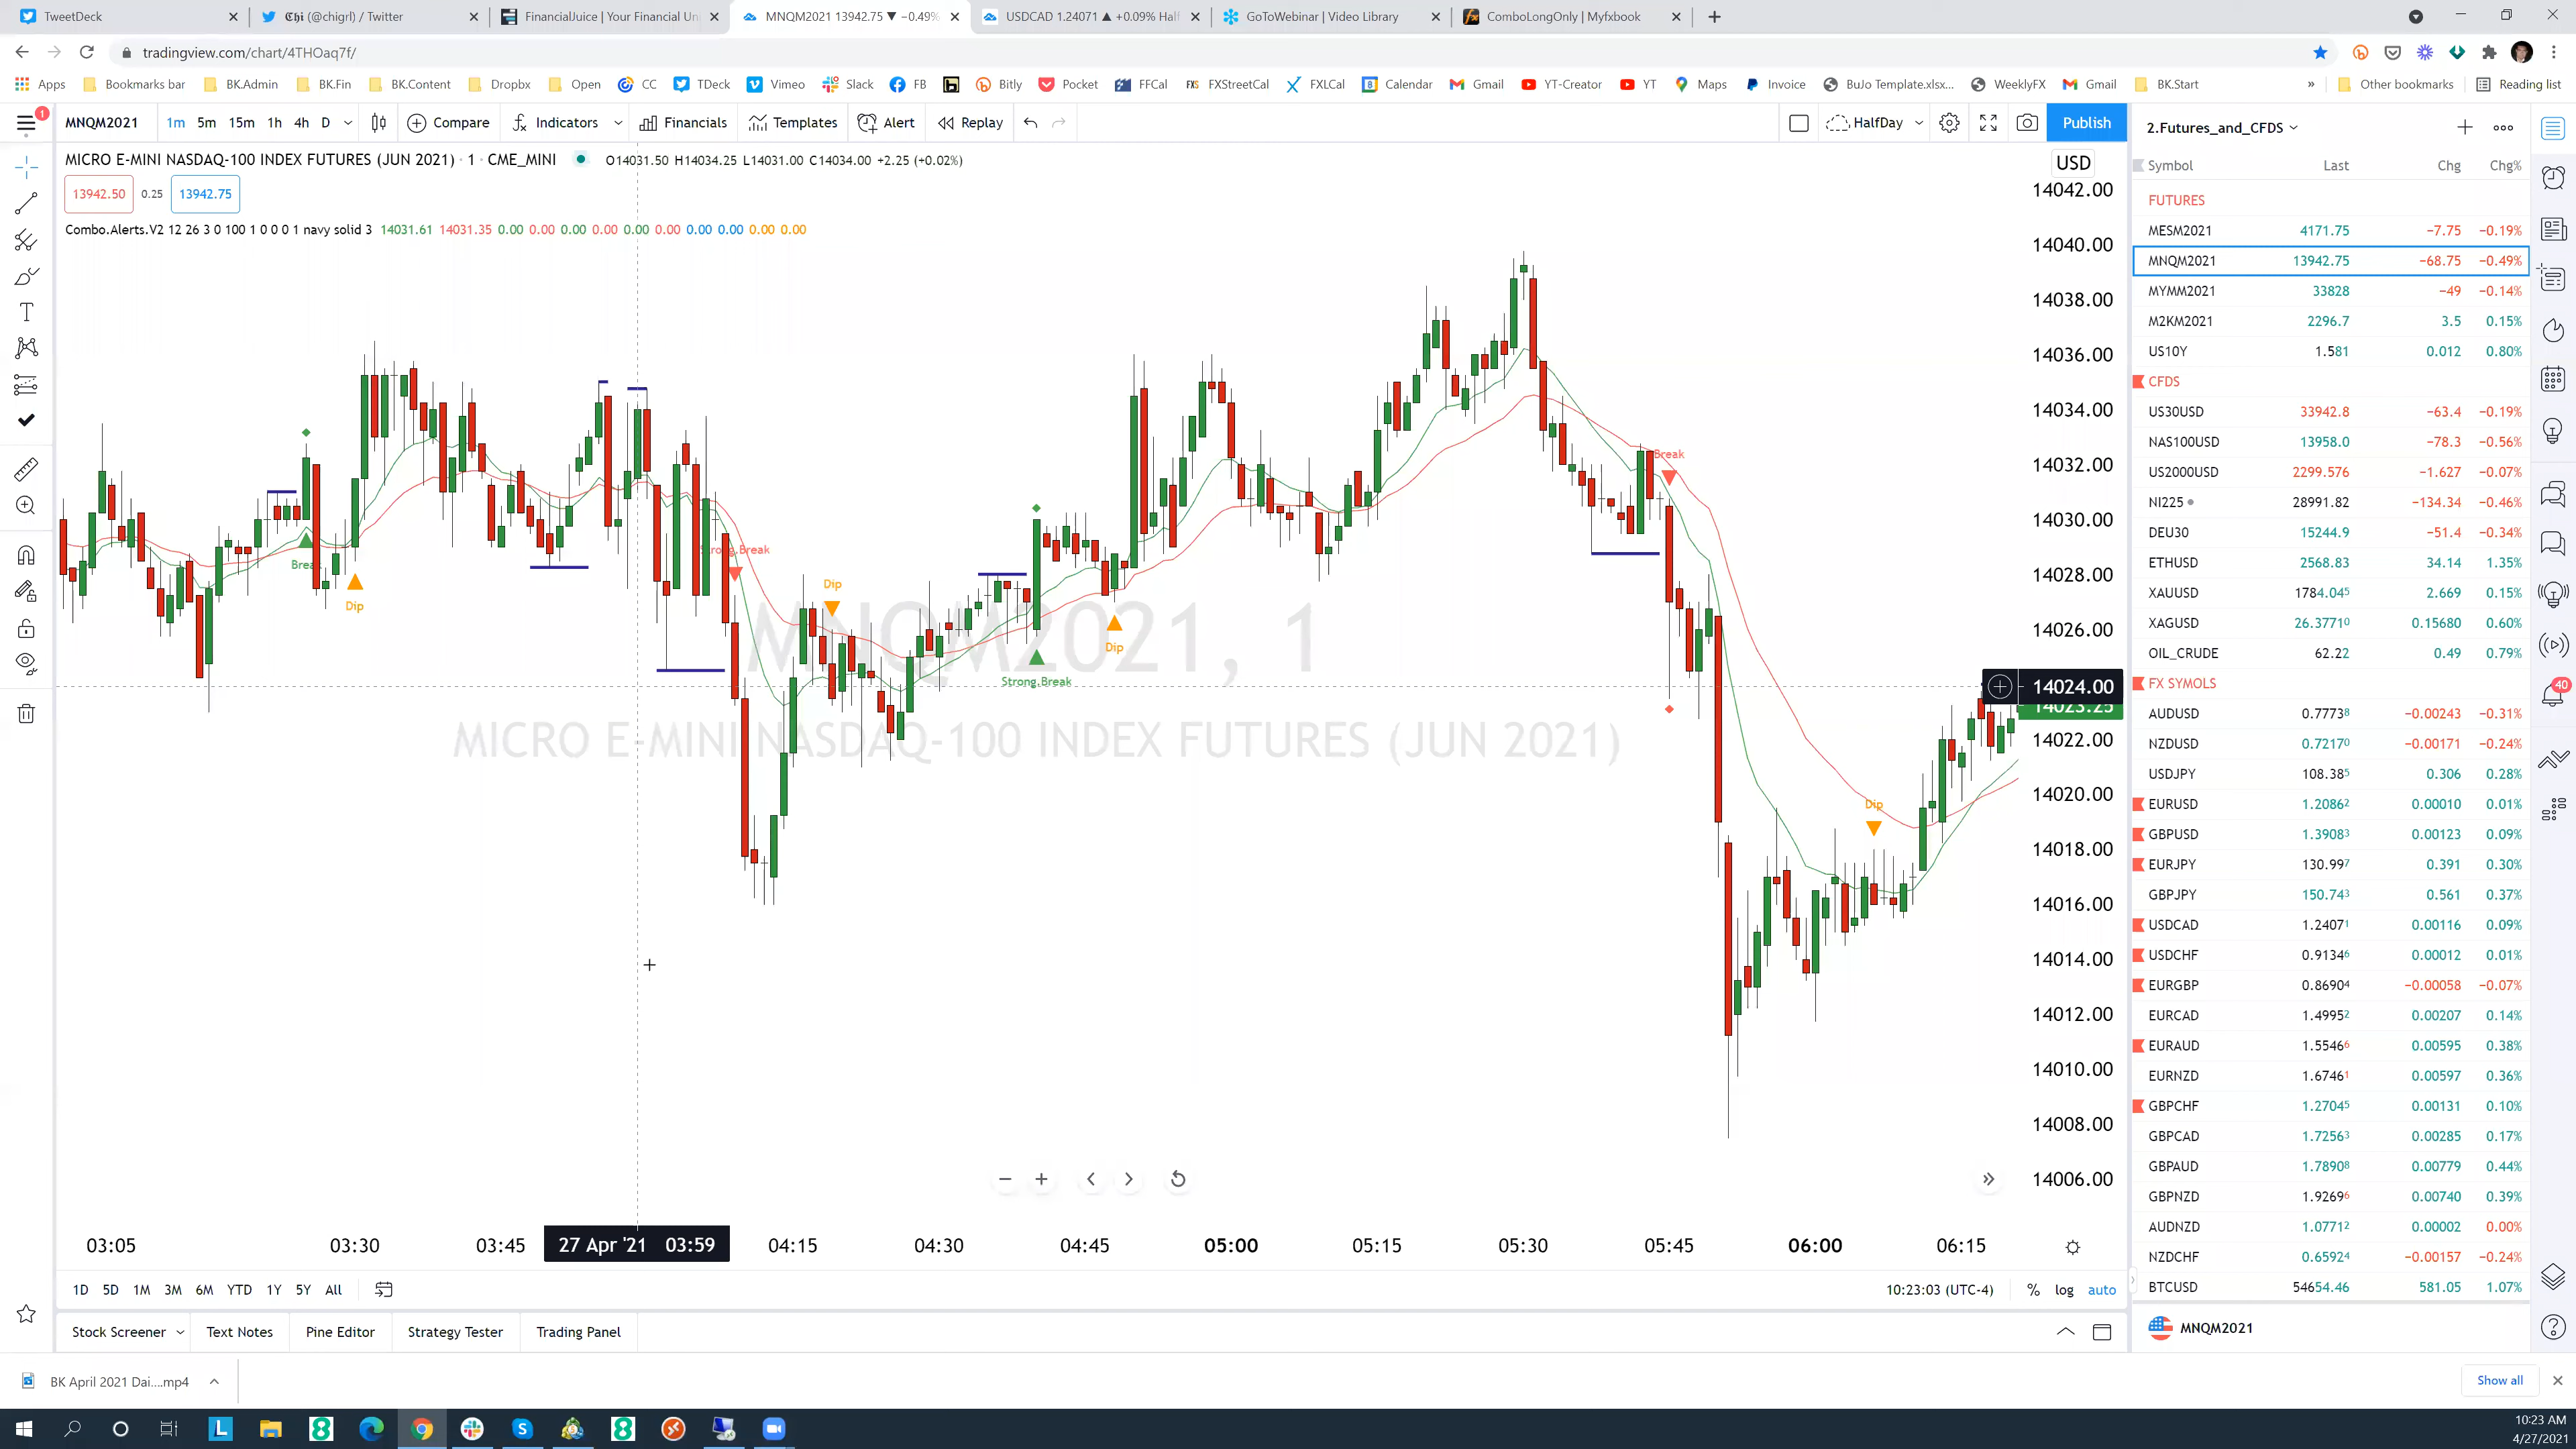 TweetDeck
Chi (@chigrl) / Twitter
FinancialJuice | Your Financial Un
MNQM2021 13942.75 ▼ −0.49%
USDCAD 1.24071 ▲ +0.09% Half
GoToWebinar | Video Library
ComboLongOnly | Myfxbook
tradingview.com/chart/4THOaq7f/
Apps Bookmarks bar BK.Admin BK.Fin BK.Content Dropbx Open CC TDeck Vimeo Slack FB Bitly Pocket FFCal FXStreetCal FXLCal Calendar Gmail YT-Creator YT Maps Invoice BuJo Template.xlsx... WeeklyFX Gmail BK.Start » Other bookmarks Reading list
1
MNQM2021 1m 5m 15m 1h 4h D Compare Indicators Financials Templates Alert Replay HalfDay Publish
MICRO E-MINI NASDAQ-100 INDEX FUTURES (JUN 2021) · 1 · CME_MINI O14031.50 H14034.25 L14031.00 C14034.00 +2.25 (+0.02%)
13942.50 0.25 13942.75
Combo.Alerts.V2 12 26 3 0 100 1 0 0 0 1 navy solid 3 14031.61 14031.35 0.00 0.00 0.00 0.00 0.00 0.00 0.00 0.00 0.00 0.00
USD
14042.00
14040.00
14038.00
14036.00
14034.00
14032.00
14030.00
14028.00
14026.00
14024.00
14023.25
14022.00
14020.00
14018.00
14016.00
14014.00
14012.00
14010.00
14008.00
14006.00
Break
Dip
Strong.Break
Dip
Strong.Break
Dip
Break
Dip
MNQM2021, 1
MICRO E-MINI NASDAQ-100 INDEX FUTURES (JUN 2021)
03:05 03:30 03:45 27 Apr '21 03:59 04:15 04:30 04:45 05:00 05:15 05:30 05:45 06:00 06:15
1D 5D 1M 3M 6M YTD 1Y 5Y All 10:23:03 (UTC-4) % log auto
Stock Screener Text Notes Pine Editor Strategy Tester Trading Panel
2.Futures_and_CFDS
Symbol Last Chg Chg%
FUTURES
MESM2021 4171.75 −7.75 −0.19%
MNQM2021 13942.75 −68.75 −0.49%
MYMM2021 33828 −49 −0.14%
M2KM2021 2296.7 3.5 0.15%
US10Y 1.581 0.012 0.80%
CFDS
US30USD 33942.8 −63.4 −0.19%
NAS100USD 13958.0 −78.3 −0.56%
US2000USD 2299.576 −1.627 −0.07%
NI225 28991.82 −134.34 −0.46%
DEU30 15244.9 −51.4 −0.34%
ETHUSD 2568.83 34.14 1.35%
XAUUSD 1784.045 2.669 0.15%
XAGUSD 26.37710 0.15680 0.60%
OIL_CRUDE 62.22 0.49 0.79%
FX SYMOLS
AUDUSD 0.77738 −0.00243 −0.31%
NZDUSD 0.72170 −0.00171 −0.24%
USDJPY 108.385 0.306 0.28%
EURUSD 1.20862 0.00010 0.01%
GBPUSD 1.39083 0.00123 0.09%
EURJPY 130.997 0.391 0.30%
GBPJPY 150.743 0.561 0.37%
USDCAD 1.24071 0.00116 0.09%
USDCHF 0.91346 0.00012 0.01%
EURGBP 0.86904 −0.00058 −0.07%
EURCAD 1.49952 0.00207 0.14%
EURAUD 1.55466 0.00595 0.38%
EURNZD 1.67461 0.00597 0.36%
GBPCHF 1.27045 0.00131 0.10%
GBPCAD 1.72563 0.00285 0.17%
GBPAUD 1.78908 0.00779 0.44%
GBPNZD 1.92696 0.00740 0.39%
AUDNZD 1.07712 0.00002 0.00%
NZDCHF 0.65924 −0.00157 −0.24%
BTCUSD 54654.46 581.05 1.07%
MNQM2021
40
BK April 2021 Dai....mp4
Show all
10:23 AM
4/27/2021